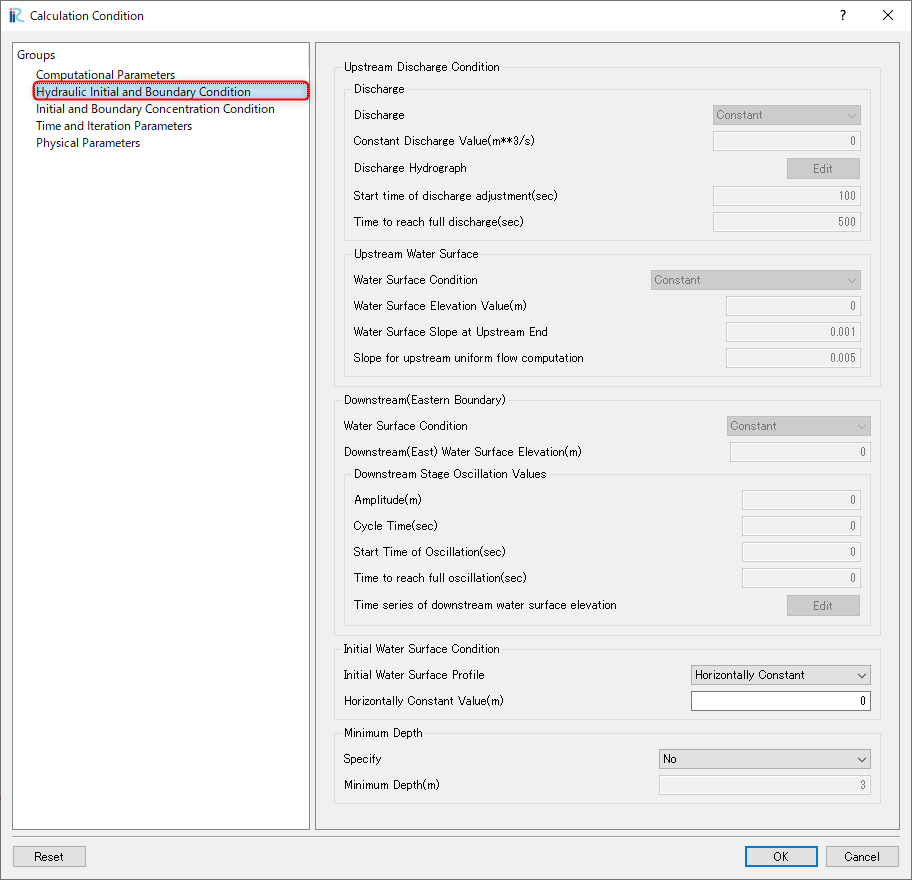 iRC Calculation Condition ?
Groups
Computational Parameters
Hydraulic Initial and Boundary Condition
Initial and Boundary Concentration Condition
Time and Iteration Parameters
Physical Parameters
Upstream Discharge Condition
Discharge
Discharge Constant
Constant Discharge Value(m**3/s) 0
Discharge Hydrograph Edit
Start time of discharge adjustment(sec) 100
Time to reach full discharge(sec) 500
Upstream Water Surface
Water Surface Condition Constant
Water Surface Elevation Value(m) 0
Water Surface Slope at Upstream End 0.001
Slope for upstream uniform flow computation 0.005
Downstream(Eastern Boundary)
Water Surface Condition Constant
Downstream(East) Water Surface Elevation(m) 0
Downstream Stage Oscillation Values
Amplitude(m) 0
Cycle Time(sec) 0
Start Time of Oscillation(sec) 0
Time to reach full oscillation(sec) 0
Time series of downstream water surface elevation Edit
Initial Water Surface Condition
Initial Water Surface Profile Horizontally Constant
Horizontally Constant Value(m) 0
Minimum Depth
Specify No
Minimum Depth(m) 3
Reset OK Cancel